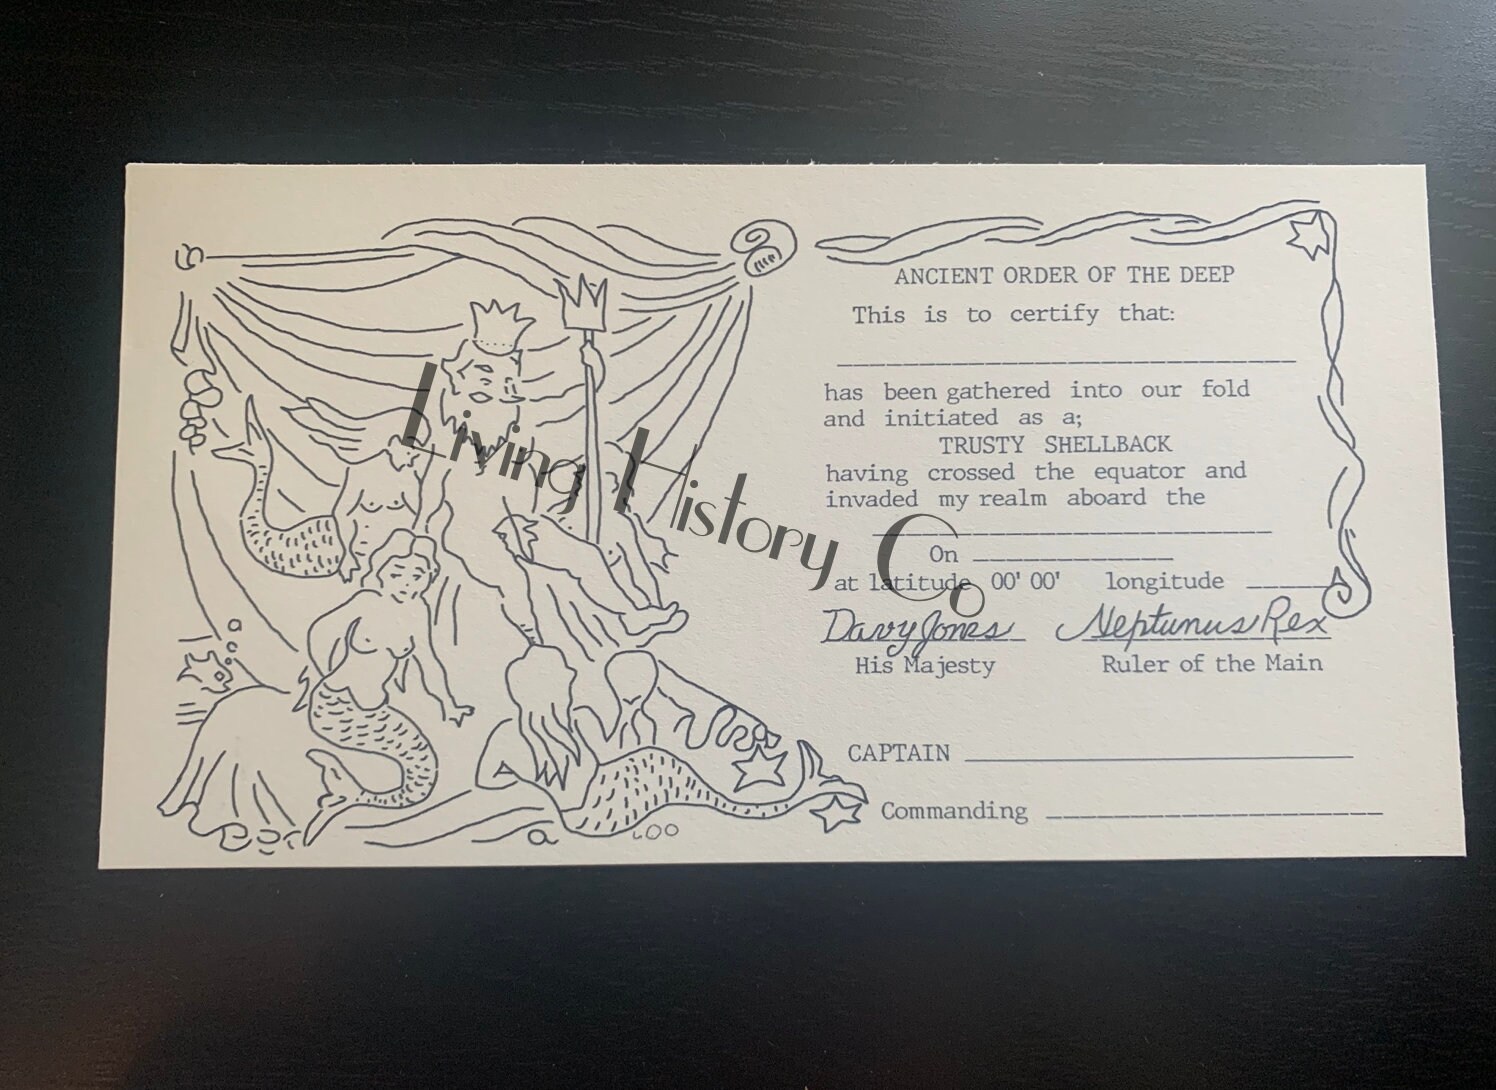 ANCIENT ORDER OF THE DEEP
This is to certify that:
has been gathered into our fold
and initiated as a;
TRUSTY SHELLBACK
having crossed the equator and
invaded my realm aboard the
On
at latitude 00' 00' longitude
Davy Jones Neptunus Rex
His Majesty Ruler of the Main
CAPTAIN
Commanding
Living History Co